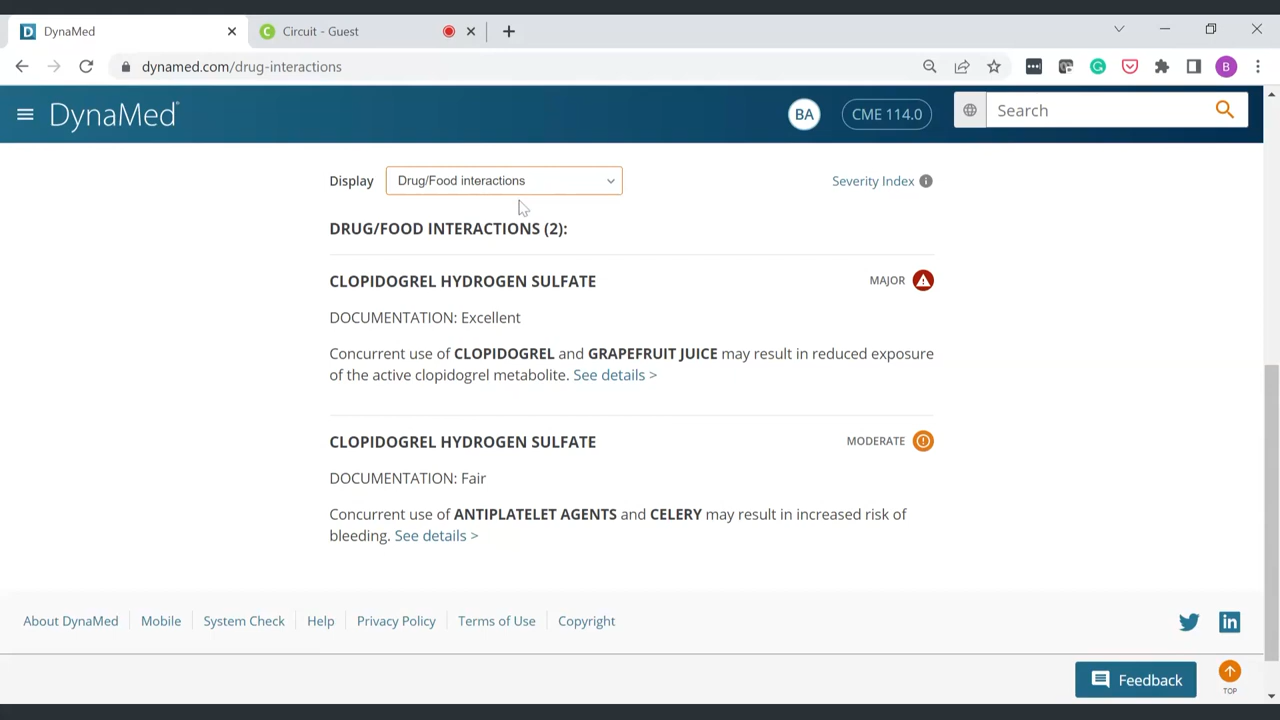 DynaMed
Circuit - Guest
dynamed.com/drug-interactions
B
DynaMed
BA
CME 114.0
Search
Display
Drug/Food interactions
Severity Index
DRUG/FOOD INTERACTIONS (2):
CLOPIDOGREL HYDROGEN SULFATE
MAJOR
DOCUMENTATION: Excellent
Concurrent use of CLOPIDOGREL and GRAPEFRUIT JUICE may result in reduced exposure
of the active clopidogrel metabolite. See details >
CLOPIDOGREL HYDROGEN SULFATE
MODERATE
DOCUMENTATION: Fair
Concurrent use of ANTIPLATELET AGENTS and CELERY may result in increased risk of
bleeding. See details >
About DynaMed
Mobile
System Check
Help
Privacy Policy
Terms of Use
Copyright
in
Feedback
TOP